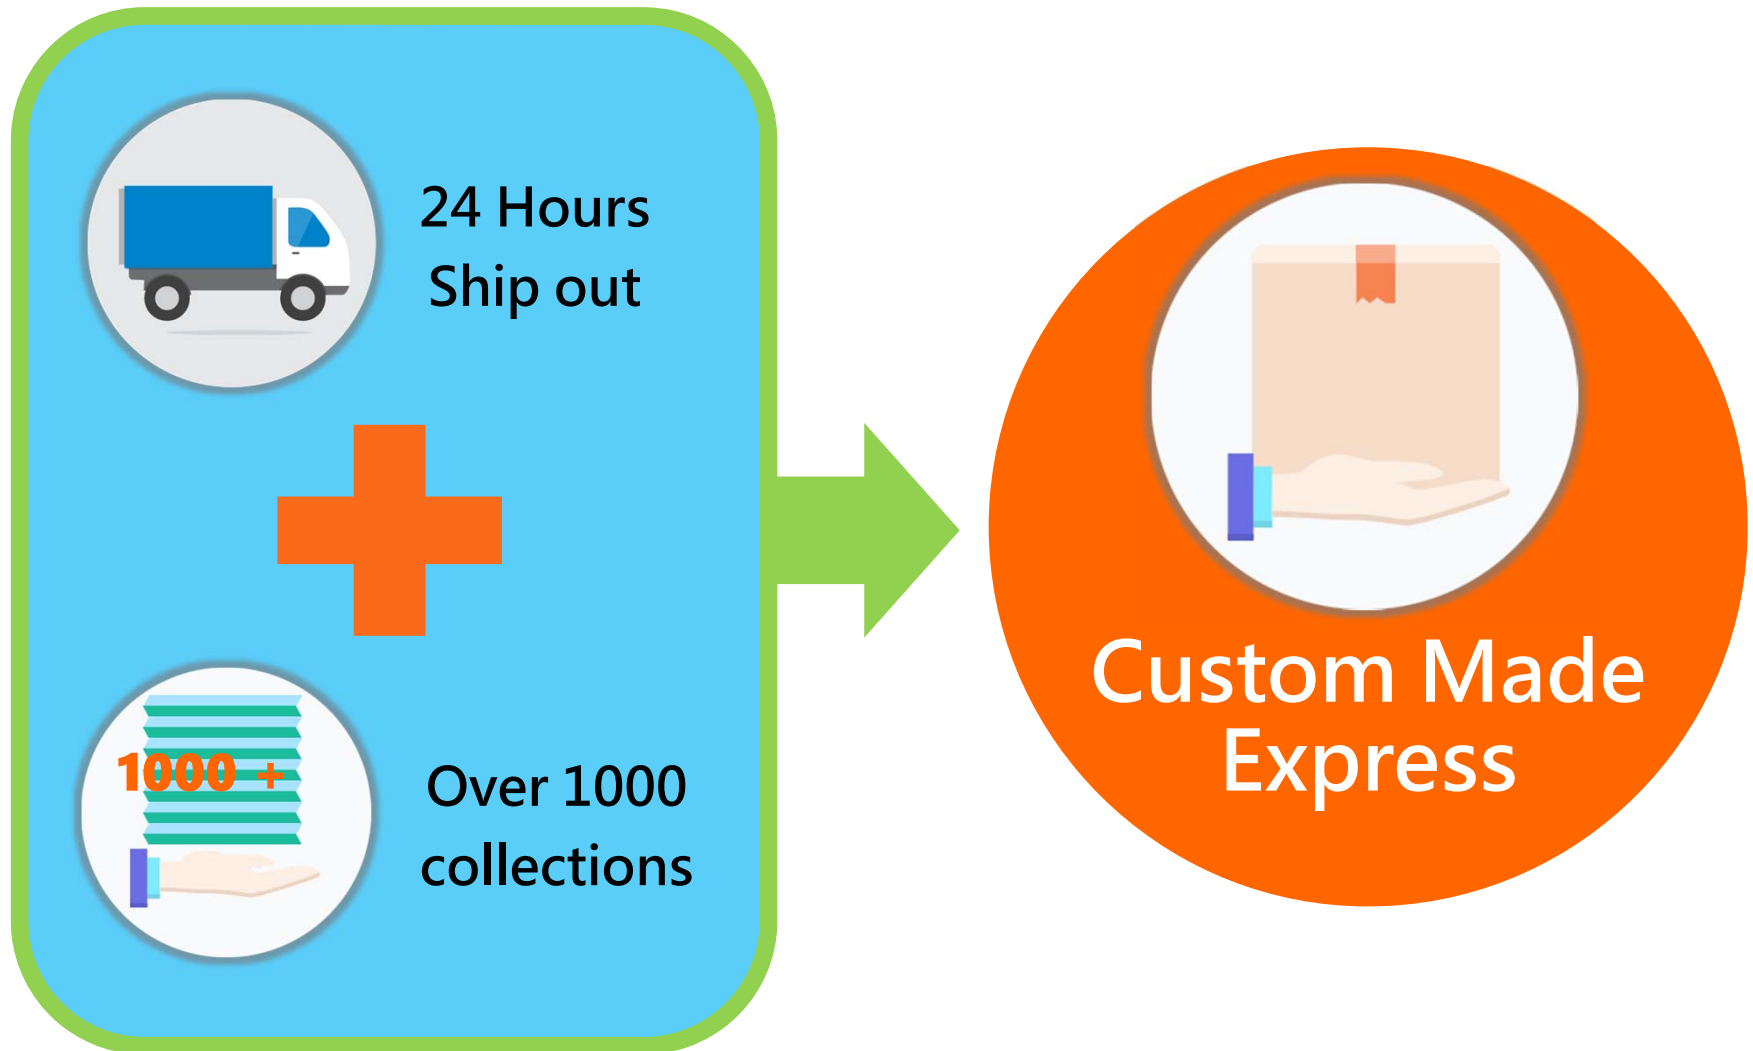 24 Hours
Ship out
1000 +
Over 1000
collections
Custom Made
Express